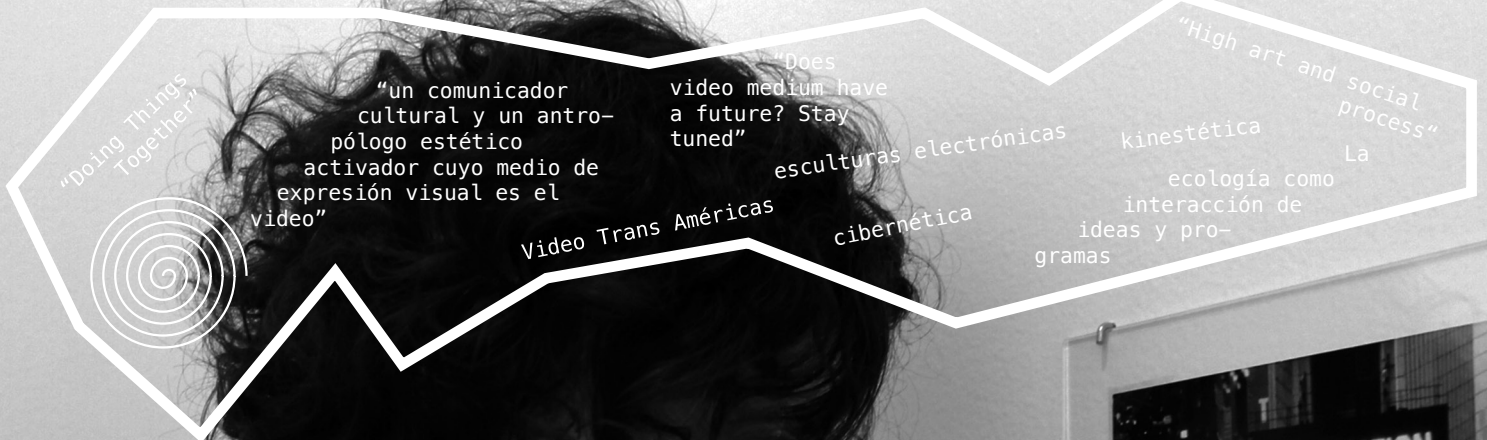 “Doing Things
Together”
“un comunicador
cultural y un antro–
pólogo estético
activador cuyo medio de
expresión visual es el
video”
“Does
video medium have
a future? Stay
tuned”
Video Trans Américas
esculturas electrónicas
cibernética
kinestética
“High art and social
process“
La
ecología como
interacción de
ideas y pro–
gramas